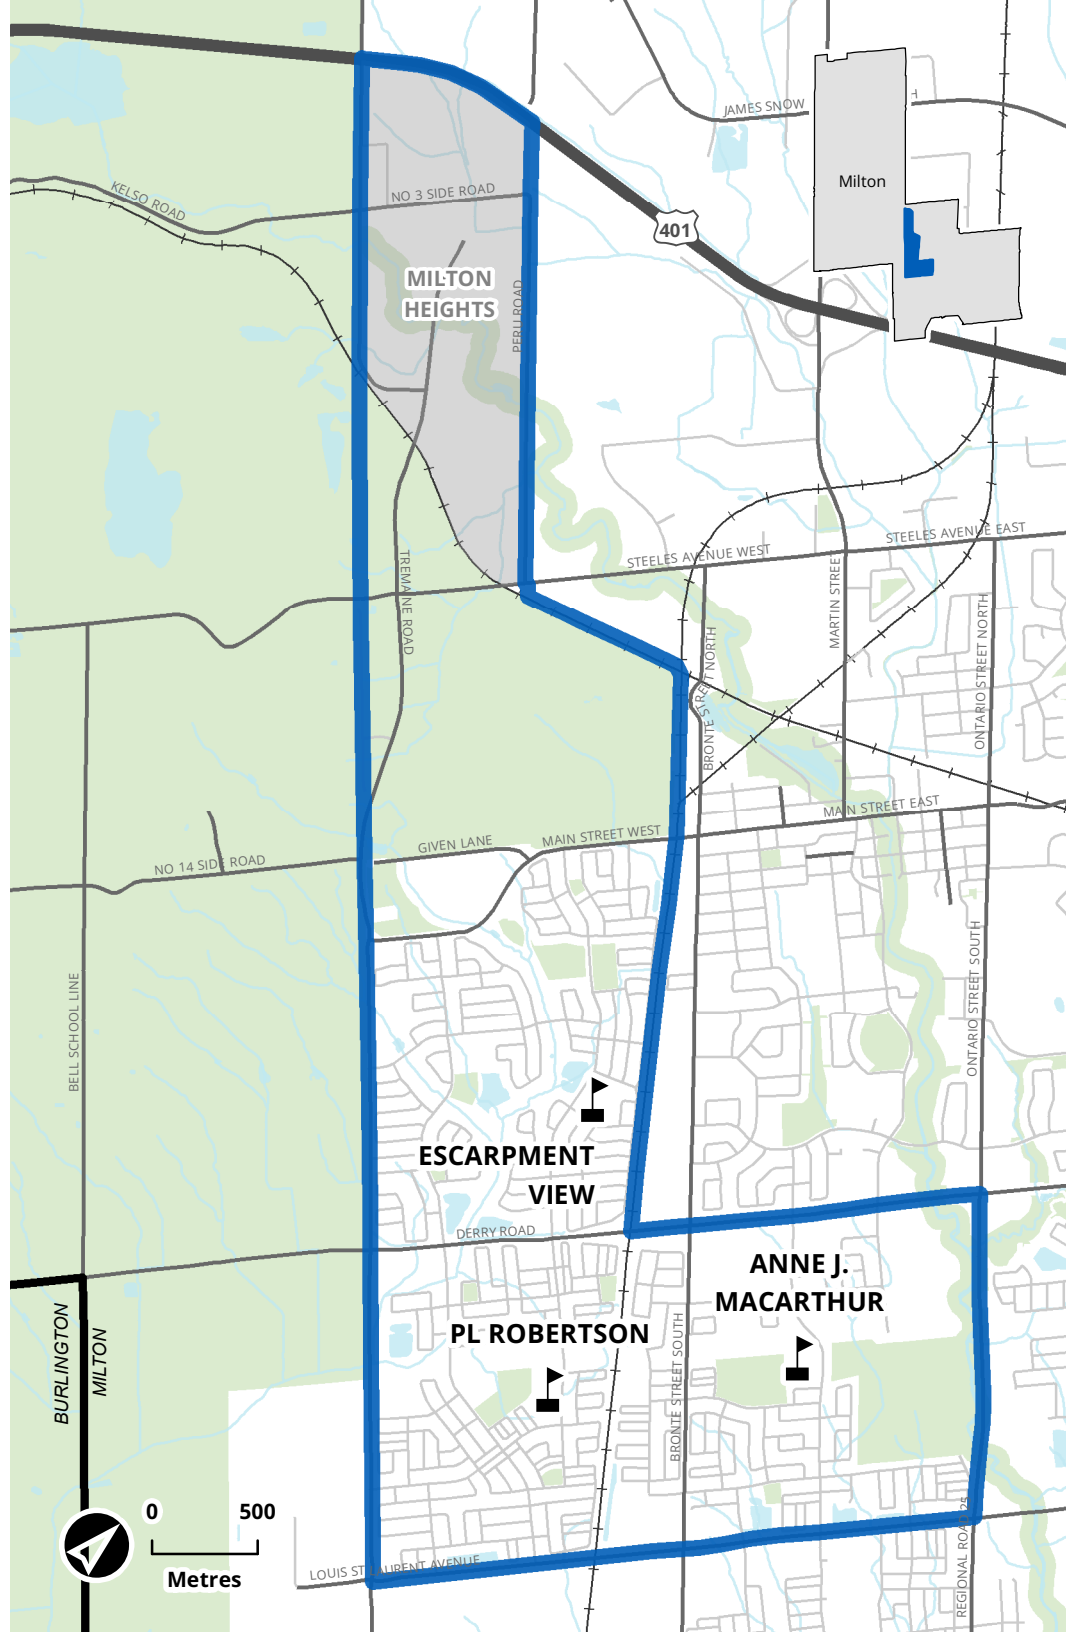 JAMES SNOW
H
Milton
KELSO ROAD
NO 3 SIDE ROAD
401
MILTON
HEIGHTS
PERU ROAD
STEELES AVENUE EAST
STEELES AVENUE WEST
TREMAINE ROAD
MARTIN STREET
BRONTE STREET NORTH
ONTARIO STREET NORTH
MAIN STREET EAST
MAIN STREET WEST
GIVEN LANE
NO 14 SIDE ROAD
BELL SCHOOL LINE
ONTARIO STREET SOUTH
ESCARPMENT
VIEW
DERRY ROAD
ANNE J.
MACARTHUR
PL ROBERTSON
BRONTE STREET SOUTH
BURLINGTON
MILTON
0 500
Metres
LOUIS ST LAURENT AVENUE
REGIONAL ROAD 25